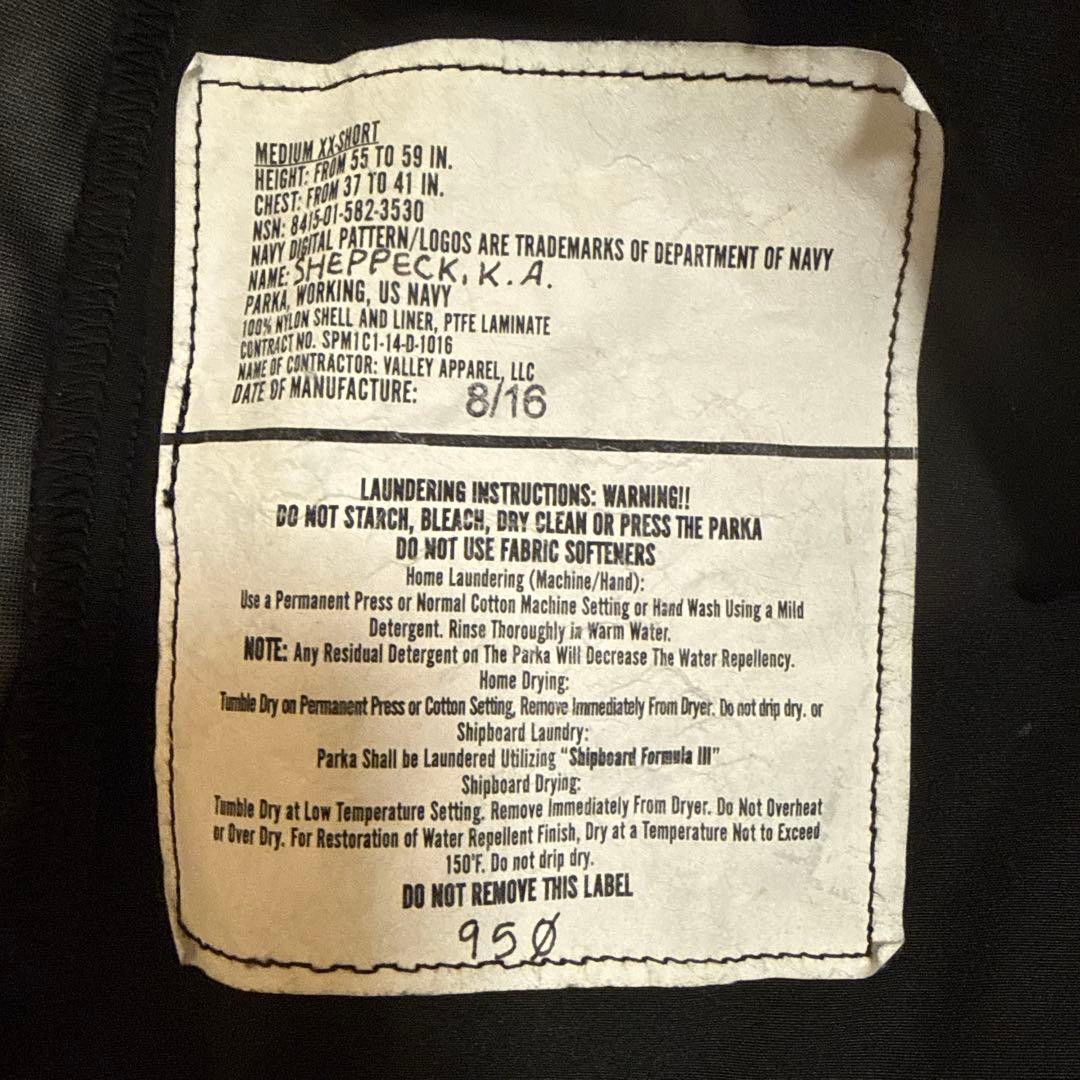 MEDIUM XX-SHORT
HEIGHT: FROM 55 TO 59 IN.
CHEST: FROM 37 TO 41 IN.
NSN: 8415-01-582-3530
NAVY DIGITAL PATTERN/LOGOS ARE TRADEMARKS OF DEPARTMENT OF NAVY
NAME: SHEPPECK, K.A.
PARKA, WORKING, US NAVY
100% NYLON SHELL AND LINER, PTFE LAMINATE
CONTRACT NO. SPM1C1-14-D-1016
NAME OF CONTRACTOR: VALLEY APPAREL, LLC
DATE OF MANUFACTURE: 8/16
LAUNDERING INSTRUCTIONS: WARNING!!
DO NOT STARCH, BLEACH, DRY CLEAN OR PRESS THE PARKA
DO NOT USE FABRIC SOFTENERS
Home Laundering (Machine/Hand):
Use a Permanent Press or Normal Cotton Machine Setting or Hand Wash Using a Mild
Detergent. Rinse Thoroughly in Warm Water.
NOTE: Any Residual Detergent on The Parka Will Decrease The Water Repellency.
Home Drying:
Tumble Dry on Permanent Press or Cotton Setting, Remove Immediately From Dryer. Do not drip dry. or
Shipboard Laundry:
Parka Shall be Laundered Utilizing "Shipboard Formula III"
Shipboard Drying:
Tumble Dry at Low Temperature Setting. Remove Immediately From Dryer. Do Not Overheat
or Over Dry. For Restoration of Water Repellent Finish, Dry at a Temperature Not to Exceed
150°F. Do not drip dry.
DO NOT REMOVE THIS LABEL
95Ø